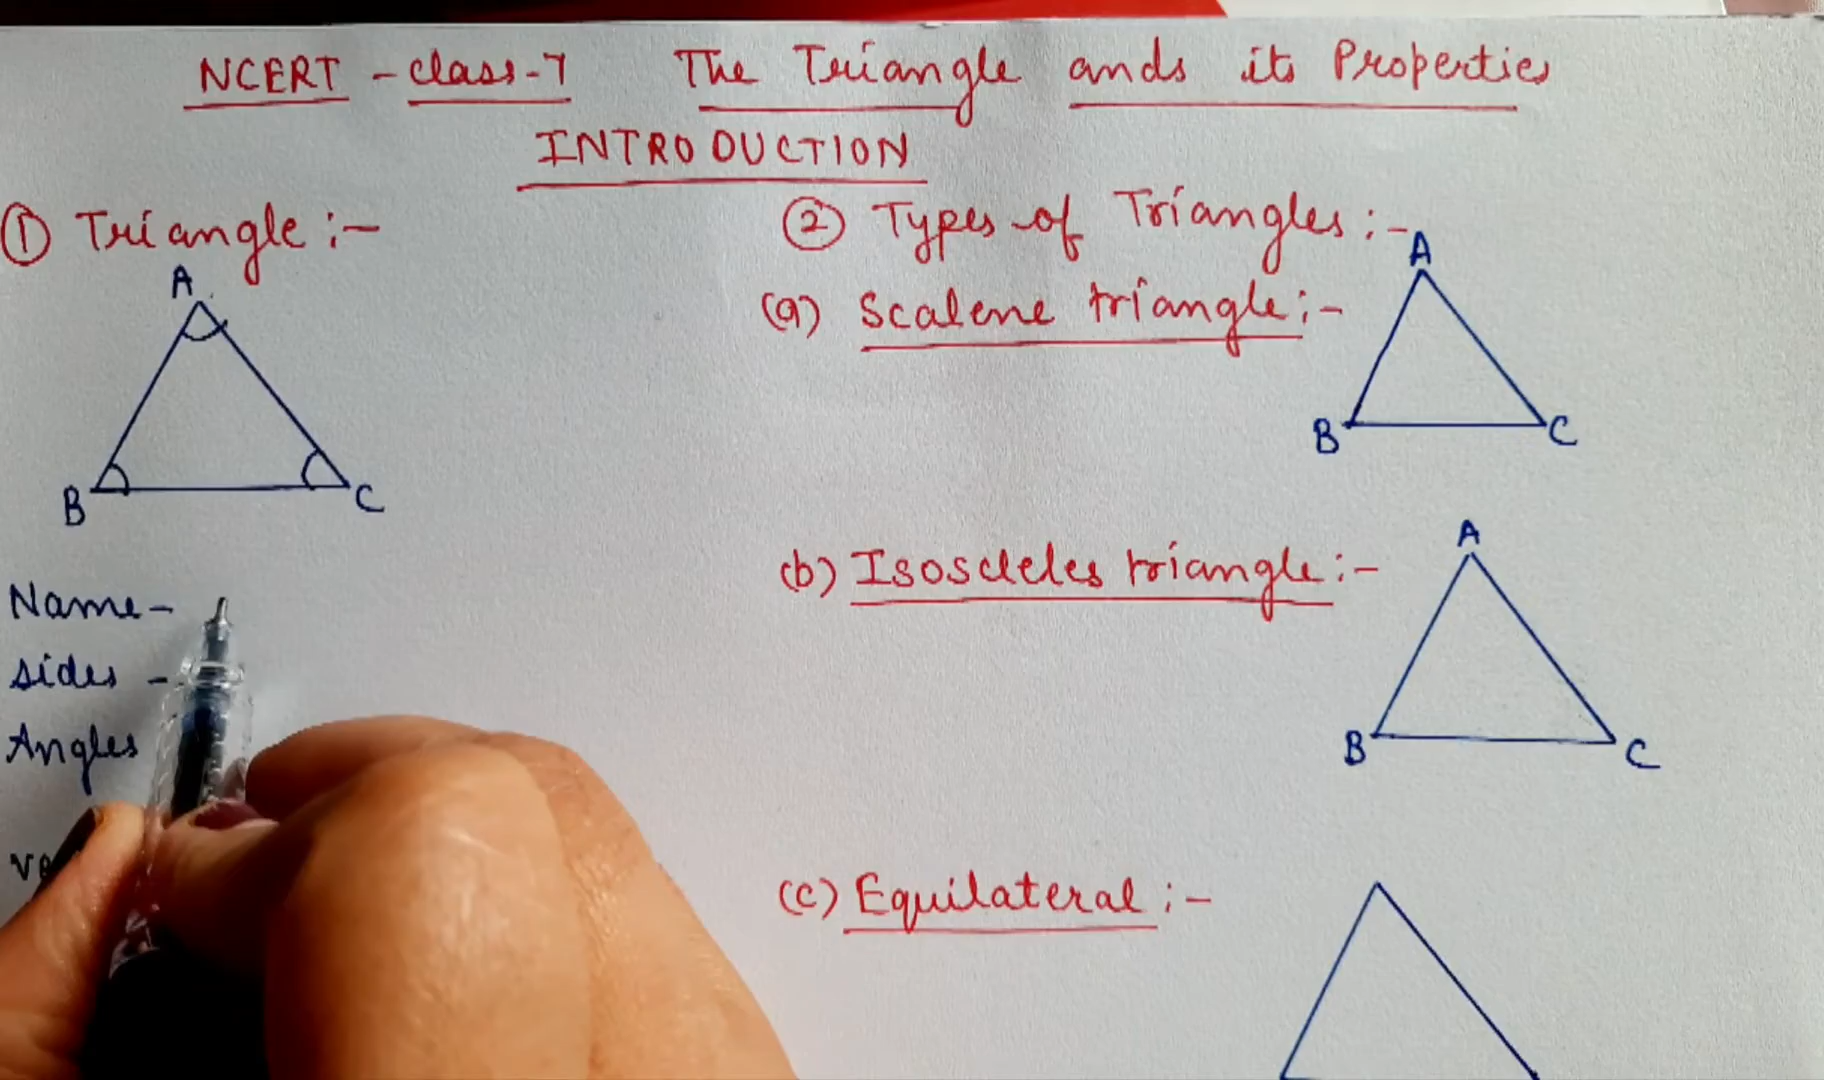 NCERT - class-7 The Triangle ands its Properties
INTRODUCTION
① Triangle :-
A
B
C
Name-
sides -
Angles
② Types of Triangles :-
(a) Scalene triangle :-
A
B
C
(b) Isosceles triangle :-
A
B
C
(c) Equilateral :-